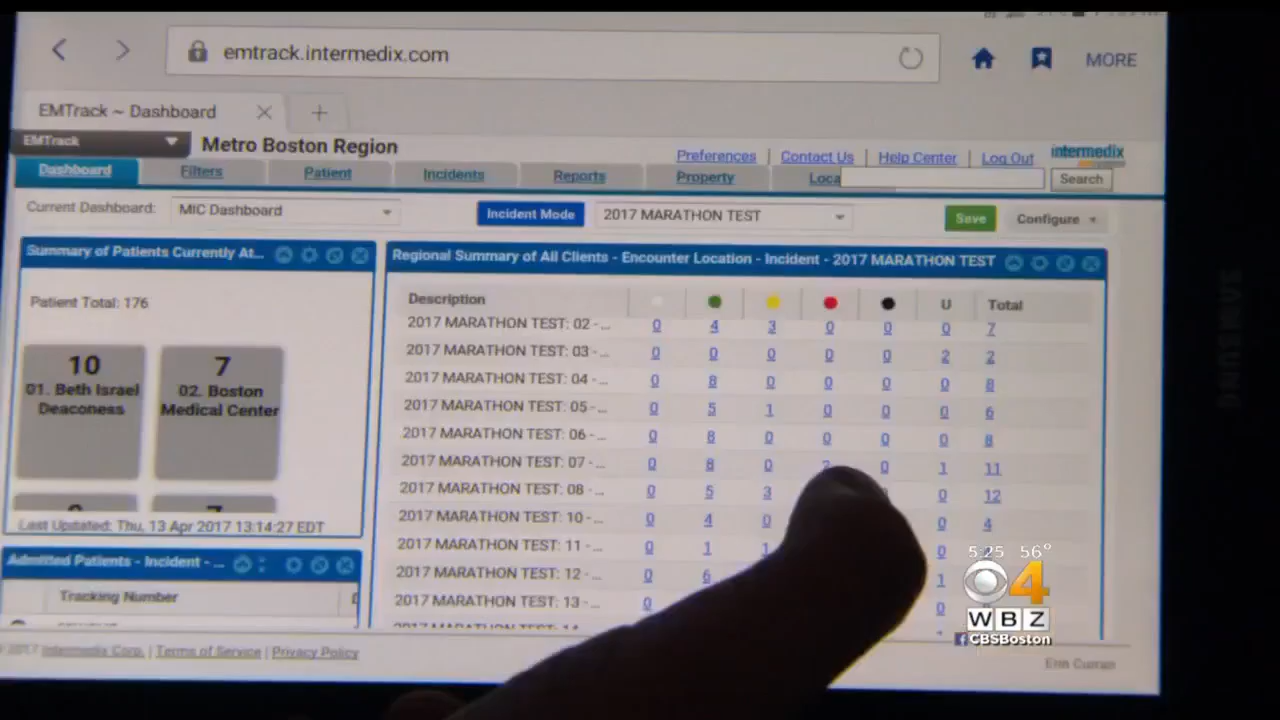 emtrack.intermedix.com
MORE
EMTrack ~ Dashboard
EMTrack
Metro Boston Region
Preferences | Contact Us | Help Center | Log Out
intermedix
Dashboard Filters Patient Incidents Reports Property Loca
Search
Current Dashboard: MIC Dashboard
Incident Mode 2017 MARATHON TEST
Save Configure
Summary of Patients Currently At...
Patient Total: 176
10
01. Beth Israel
Deaconess
7
02. Boston
Medical Center
Last Updated: Thu, 13 Apr 2017 13:14:27 EDT
Admitted Patients - Incident - ...
Tracking Number
Regional Summary of All Clients - Encounter Location - Incident - 2017 MARATHON TEST
Description U Total
2017 MARATHON TEST: 02 -... 0 4 3 0 0 0 7
2017 MARATHON TEST: 03 -... 0 0 0 0 0 2 2
2017 MARATHON TEST: 04 -... 0 8 0 0 0 0 8
2017 MARATHON TEST: 05 -... 0 5 1 0 0 0 6
2017 MARATHON TEST: 06 -... 0 8 0 0 0 0 8
2017 MARATHON TEST: 07 -... 0 8 0 0 1 11
2017 MARATHON TEST: 08 -... 0 5 3 0 12
2017 MARATHON TEST: 10 -... 0 4 0 0 4
2017 MARATHON TEST: 11 -... 0 1 1 0
2017 MARATHON TEST: 12 -... 0 6 1
2017 MARATHON TEST: 13 -... 0 0
2017 Intermedix Corp. | Terms of Service | Privacy Policy
Erin Curran
SAMSUNG
5:25 56°
4
WBZ
CBSBoston